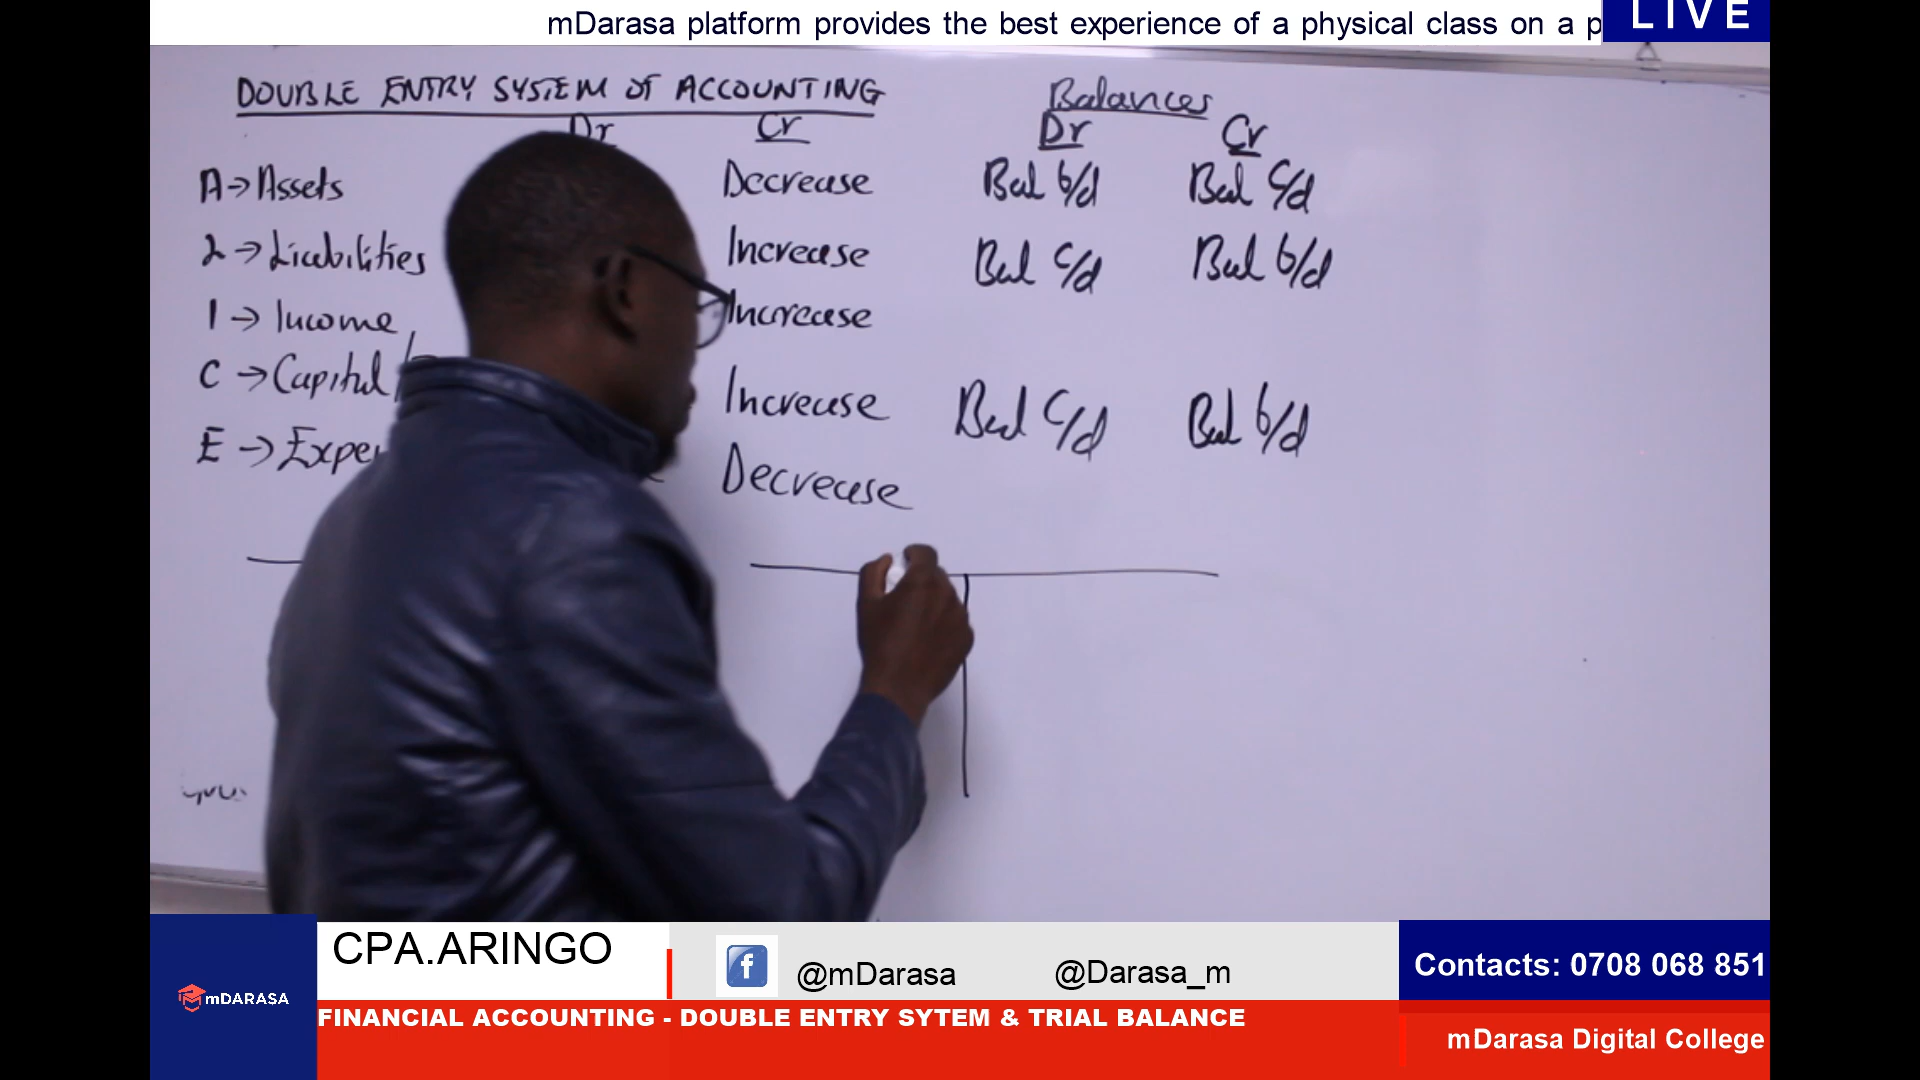 mDarasa platform provides the best experience of a physical class on a p
LIVE
DOUBLE ENTRY SYSTEM OF ACCOUNTING
Balances
Dr Cr Dr Cr
A → Assets Decrease Bal b/d Bal c/d
L → Liabilities Increase Bal c/d Bal b/d
I → Income Increase
C → Capital/ Increase Bal c/d Bal b/d
E → Expe Decrease
CPA.ARINGO
f @mDarasa @Darasa_m
Contacts: 0708 068 851
mDARASA
FINANCIAL ACCOUNTING - DOUBLE ENTRY SYTEM & TRIAL BALANCE
mDarasa Digital College